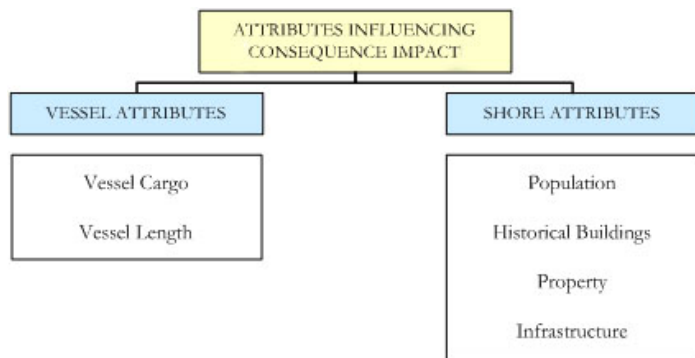 ATTRIBUTES INFLUENCING
CONSEQUENCE IMPACT
VESSEL ATTRIBUTES
SHORE ATTRIBUTES
Vessel Cargo
Vessel Length
Population
Historical Buildings
Property
Infrastructure